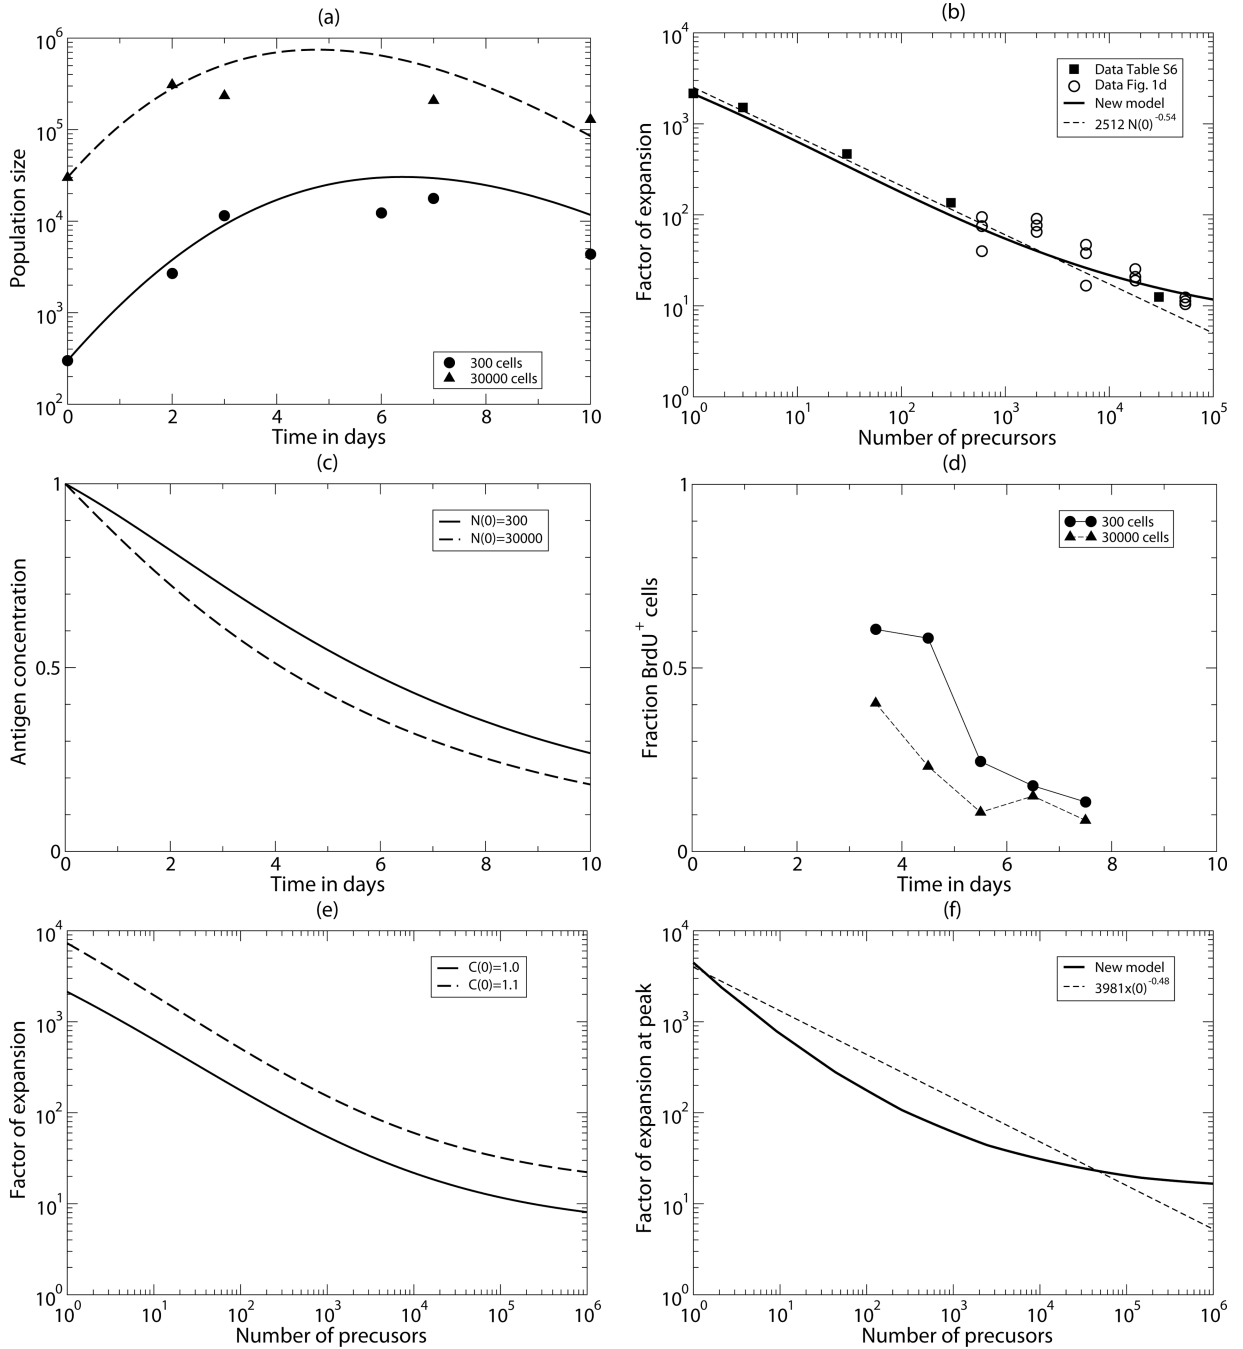 (a)
10^6
10^5
10^4
10^3
10^2
Population size
300 cells
30000 cells
0 2 4 6 8 10
Time in days
(b)
10^4
10^3
10^2
10^1
10^0
Factor of expansion
Data Table S6
Data Fig. 1d
New model
2512 N(0)^-0.54
10^0 10^1 10^2 10^3 10^4 10^5
Number of precursors
(c)
1
0.5
0
Antigen concentration
N(0)=300
N(0)=30000
0 2 4 6 8 10
Time in days
(d)
1
0.5
0
Fraction BrdU^+ cells
300 cells
30000 cells
0 2 4 6 8 10
Time in days
(e)
10^4
10^3
10^2
10^1
10^0
Factor of expansion
C(0)=1.0
C(0)=1.1
10^0 10^1 10^2 10^3 10^4 10^5 10^6
Number of precusors
(f)
10^4
10^3
10^2
10^1
10^0
Factor of expansion at peak
New model
3981x(0)^-0.48
10^0 10^1 10^2 10^3 10^4 10^5 10^6
Number of precursors